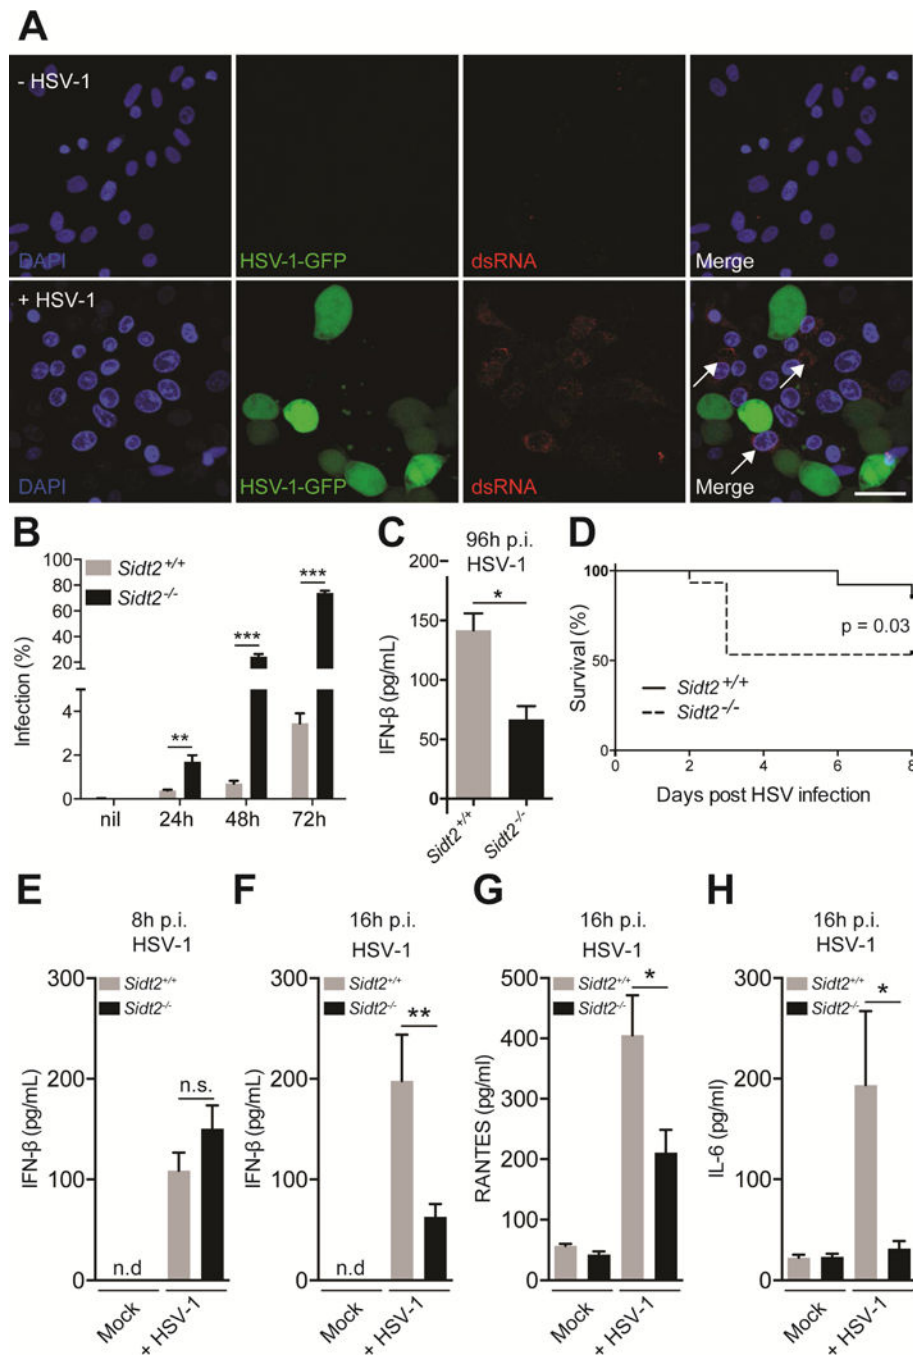 A
- HSV-1
DAPI
HSV-1-GFP
dsRNA
Merge
+ HSV-1
DAPI
HSV-1-GFP
dsRNA
Merge
B
Sidt2+/+
Sidt2-/-
Infection (%)
100
80
60
40
20
4
2
0
**
***
***
nil
24h
48h
72h
C
96h p.i.
HSV-1
IFN-β (pg/mL)
200
150
100
50
0
*
Sidt2+/+
Sidt2-/-
D
Survival (%)
100
50
0
p = 0.03
Sidt2+/+
Sidt2-/-
0
2
4
6
8
Days post HSV infection
E
8h p.i.
HSV-1
Sidt2+/+
Sidt2-/-
IFN-β (pg/mL)
300
200
100
0
n.s.
n.d
Mock
+ HSV-1
F
16h p.i.
HSV-1
Sidt2+/+
Sidt2-/-
IFN-β (pg/mL)
300
200
100
0
**
n.d
Mock
+ HSV-1
G
16h p.i.
HSV-1
Sidt2+/+
Sidt2-/-
RANTES (pg/ml)
500
400
300
200
100
0
*
Mock
+ HSV-1
H
16h p.i.
HSV-1
Sidt2+/+
Sidt2-/-
IL-6 (pg/ml)
300
200
100
0
*
Mock
+ HSV-1